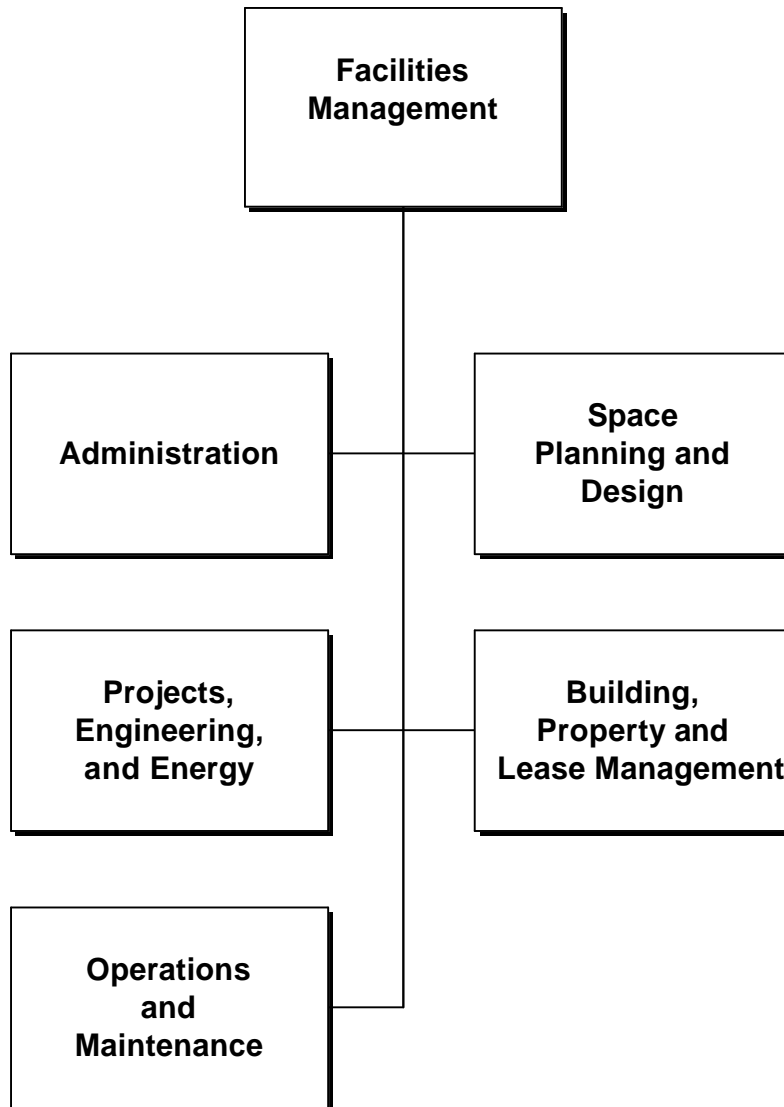 Facilities
Management
Administration
Space
Planning and
Design
Projects,
Engineering,
and Energy
Building,
Property and
Lease Management
Operations
and
Maintenance